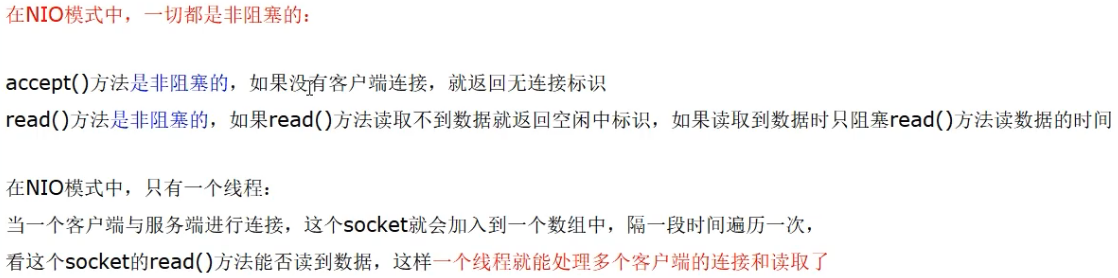 在NIO模式中，一切都是非阻塞的：
accept()方法是非阻塞的，如果没有客户端连接，就返回无连接标识
read()方法是非阻塞的，如果read()方法读取不到数据就返回空闲中标识，如果读取到数据时只阻塞read()方法读数据的时间
在NIO模式中，只有一个线程：
当一个客户端与服务端进行连接，这个socket就会加入到一个数组中，隔一段时间遍历一次，
看这个socket的read()方法能否读到数据，这样一个线程就能处理多个客户端的连接和读取了